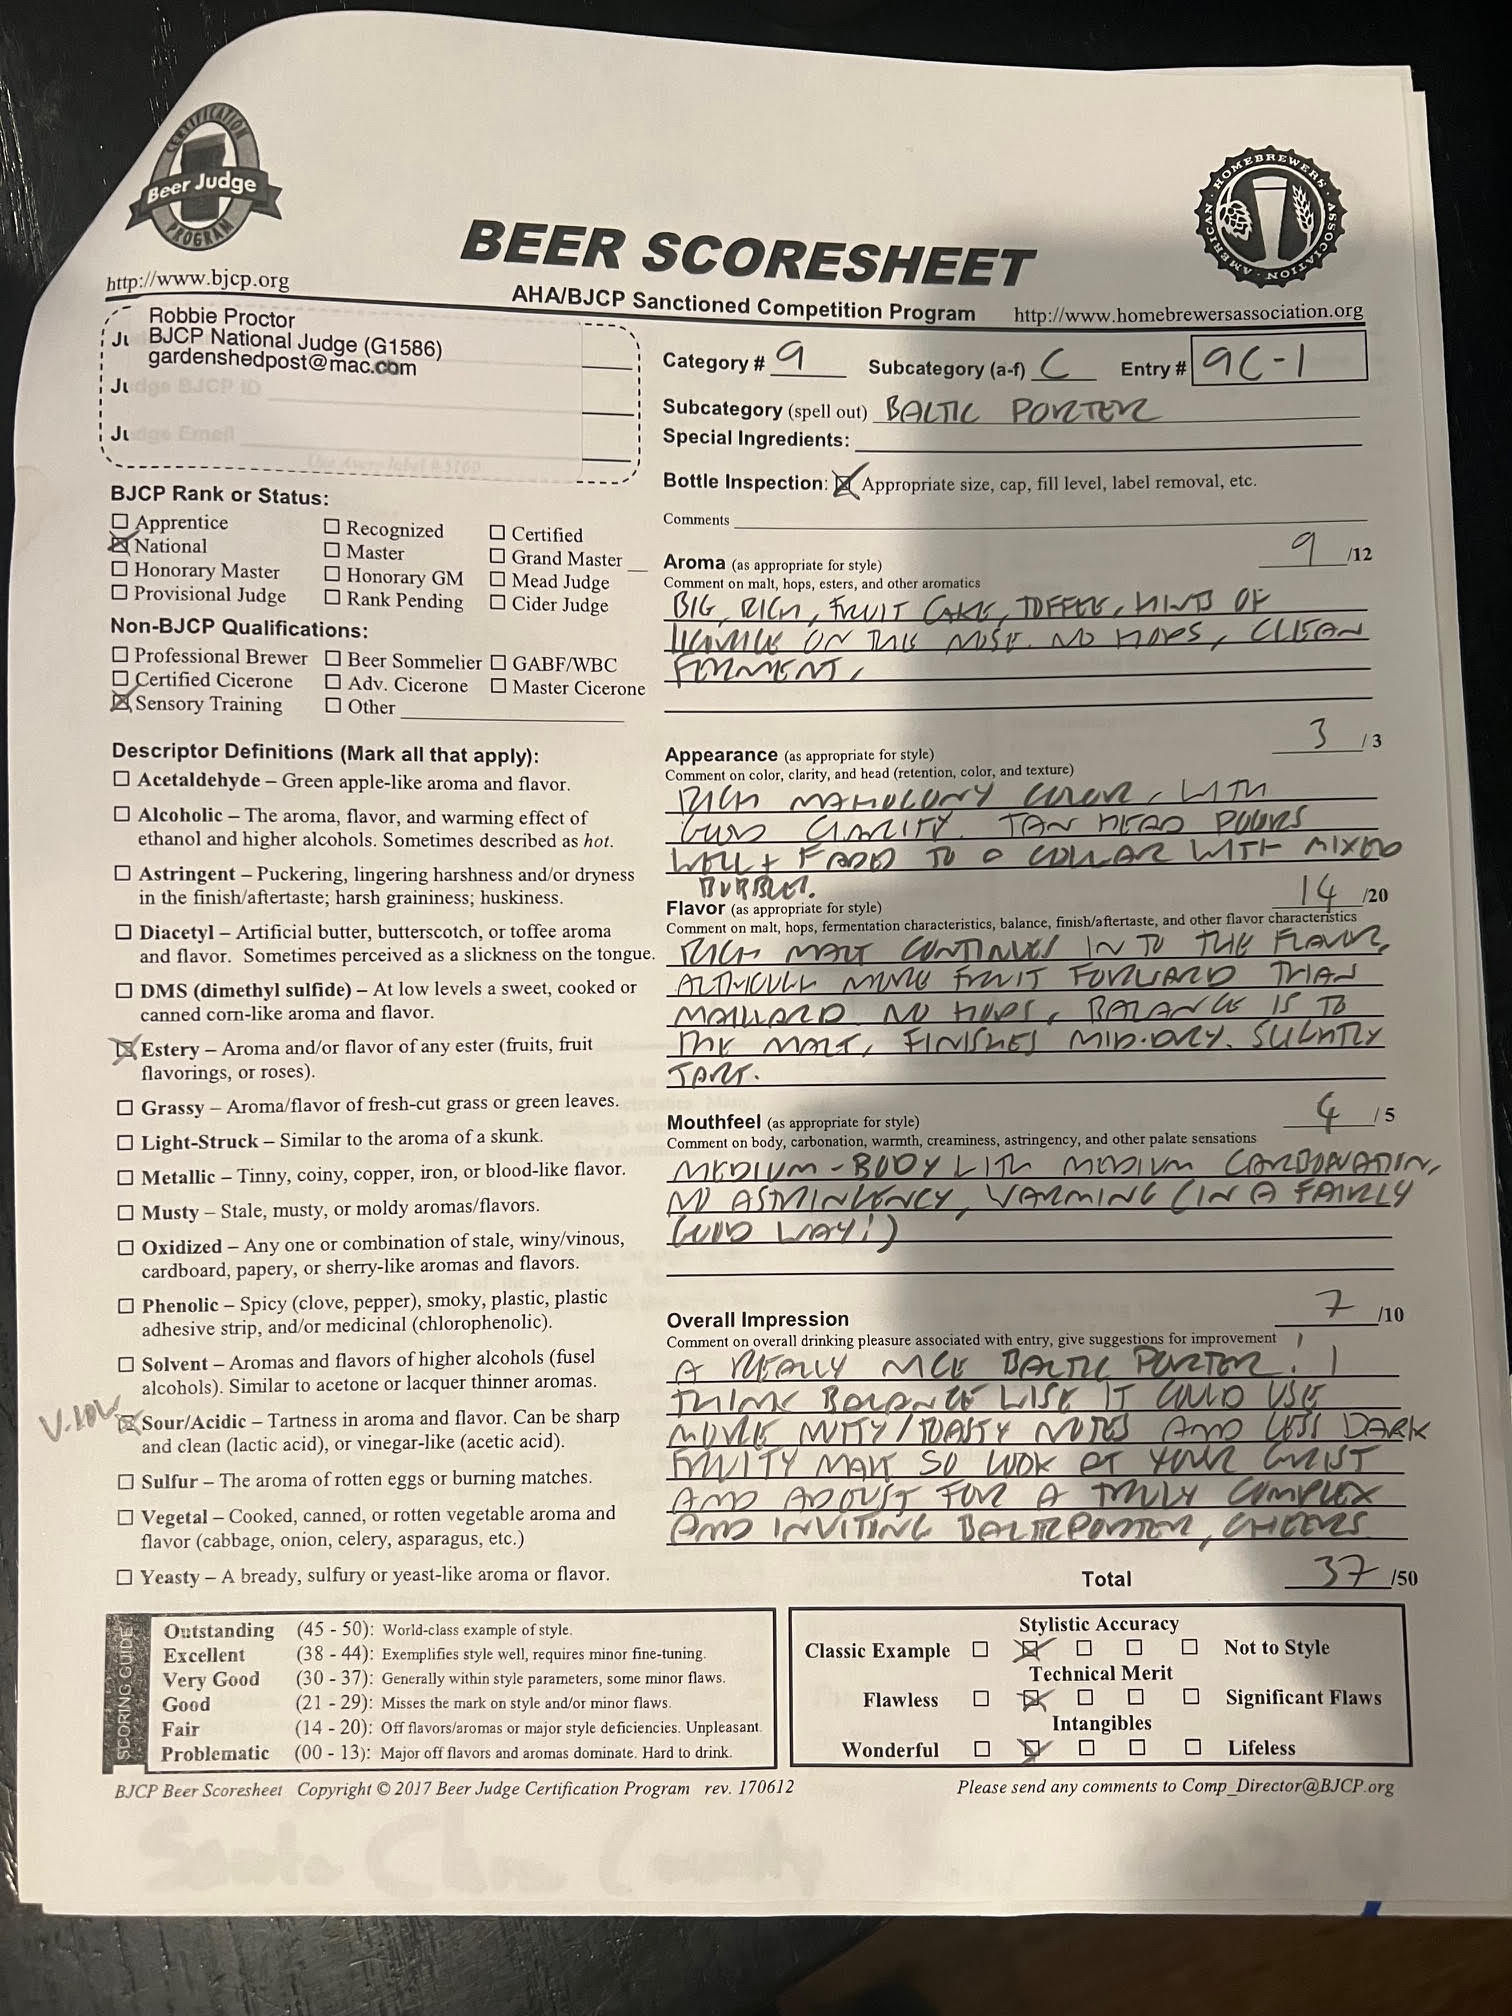 CERTIFICATION
Beer Judge
PROGRAM
http://www.bjcp.org
BEER SCORESHEET
AHA/BJCP Sanctioned Competition Program
AMERICAN HOMEBREWERS ASSOCIATION
http://www.homebrewersassociation.org
Robbie Proctor
BJCP National Judge (G1586)
gardenshedpost@mac.com
Judge BJCP ID
Judge Email
Use Avery label # 5160
Category # 9 Subcategory (a-f) C Entry # 9C-1
Subcategory (spell out) BALTIC PORTER
Special Ingredients:
Bottle Inspection: Appropriate size, cap, fill level, label removal, etc.
Comments
BJCP Rank or Status:
Apprentice Recognized Certified
National Master Grand Master
Honorary Master Honorary GM Mead Judge
Provisional Judge Rank Pending Cider Judge
Non-BJCP Qualifications:
Professional Brewer Beer Sommelier GABF/WBC
Certified Cicerone Adv. Cicerone Master Cicerone
Sensory Training Other
Descriptor Definitions (Mark all that apply):
Acetaldehyde – Green apple-like aroma and flavor.
Alcoholic – The aroma, flavor, and warming effect of
ethanol and higher alcohols. Sometimes described as hot.
Astringent – Puckering, lingering harshness and/or dryness
in the finish/aftertaste; harsh graininess; huskiness.
Diacetyl – Artificial butter, butterscotch, or toffee aroma
and flavor. Sometimes perceived as a slickness on the tongue.
DMS (dimethyl sulfide) – At low levels a sweet, cooked or
canned corn-like aroma and flavor.
Estery – Aroma and/or flavor of any ester (fruits, fruit
flavorings, or roses).
Grassy – Aroma/flavor of fresh-cut grass or green leaves.
Light-Struck – Similar to the aroma of a skunk.
Metallic – Tinny, coiny, copper, iron, or blood-like flavor.
Musty – Stale, musty, or moldy aromas/flavors.
Oxidized – Any one or combination of stale, winy/vinous,
cardboard, papery, or sherry-like aromas and flavors.
Phenolic – Spicy (clove, pepper), smoky, plastic, plastic
adhesive strip, and/or medicinal (chlorophenolic).
Solvent – Aromas and flavors of higher alcohols (fusel
alcohols). Similar to acetone or lacquer thinner aromas.
V.LOW
Sour/Acidic – Tartness in aroma and flavor. Can be sharp
and clean (lactic acid), or vinegar-like (acetic acid).
Sulfur – The aroma of rotten eggs or burning matches.
Vegetal – Cooked, canned, or rotten vegetable aroma and
flavor (cabbage, onion, celery, asparagus, etc.)
Yeasty – A bready, sulfury or yeast-like aroma or flavor.
Aroma (as appropriate for style) 9 /12
Comment on malt, hops, esters, and other aromatics
BIG, RICH, FRUIT CAKE, TOFFEE, HINTS OF
LICORICE ON THE NOSE. NO HOPS, CLEAN
FERMENT.
Appearance (as appropriate for style) 3 /3
Comment on color, clarity, and head (retention, color, and texture)
RICH MAHOGONY COLOR, WITH
GOOD CLARITY. TAN HEAD POURS
WELL + FADES TO A COLLAR WITH MIXED
BUBBLES.
Flavor (as appropriate for style) 14 /20
Comment on malt, hops, fermentation characteristics, balance, finish/aftertaste, and other flavor characteristics
RICH MALT CONTINUES IN TO THE FLAVOR,
ALTHOUGH MORE FRUIT FORWARD THAN
MAILLARD. NO HOPS, BALANCE IS TO
THE MALT, FINISHES MID-DRY. SLIGHTLY
TART.
Mouthfeel (as appropriate for style) 4 /5
Comment on body, carbonation, warmth, creaminess, astringency, and other palate sensations
MEDIUM-BODY WITH MEDIUM CARBONATION,
NO ASTRINGENCY, WARMING (IN A FAIRLY
GOOD WAY!)
Overall Impression 7 /10
Comment on overall drinking pleasure associated with entry, give suggestions for improvement
A REALLY NICE BALTIC PORTER! I
THINK BALANCE WISE IT COULD USE
MORE NUTTY/TOASTY NOTES AND LESS DARK
FRUITY MALT SO LOOK AT YOUR GRIST
AND ADJUST FOR A TRULY COMPLEX
AND INVITING BALTIC PORTER, CHEERS
Total 37 /50
SCORING GUIDE
Outstanding (45 - 50): World-class example of style.
Excellent (38 - 44): Exemplifies style well, requires minor fine-tuning.
Very Good (30 - 37): Generally within style parameters, some minor flaws.
Good (21 - 29): Misses the mark on style and/or minor flaws.
Fair (14 - 20): Off flavors/aromas or major style deficiencies. Unpleasant.
Problematic (00 - 13): Major off flavors and aromas dominate. Hard to drink.
Stylistic Accuracy
Classic Example Not to Style
Technical Merit
Flawless Significant Flaws
Intangibles
Wonderful Lifeless
BJCP Beer Scoresheet Copyright © 2017 Beer Judge Certification Program rev. 170612
Please send any comments to Comp_Director@BJCP.org